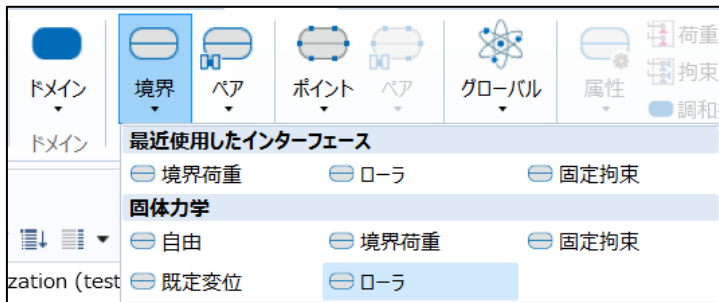 ドメイン
境界
ペア
ポイント
ペア
グローバル
属性
荷重
拘束
調和
ドメイン
最近使用したインターフェース
境界荷重 ローラ 固定拘束
固体力学
自由 境界荷重 固定拘束
zation (test 既定変位 ローラ